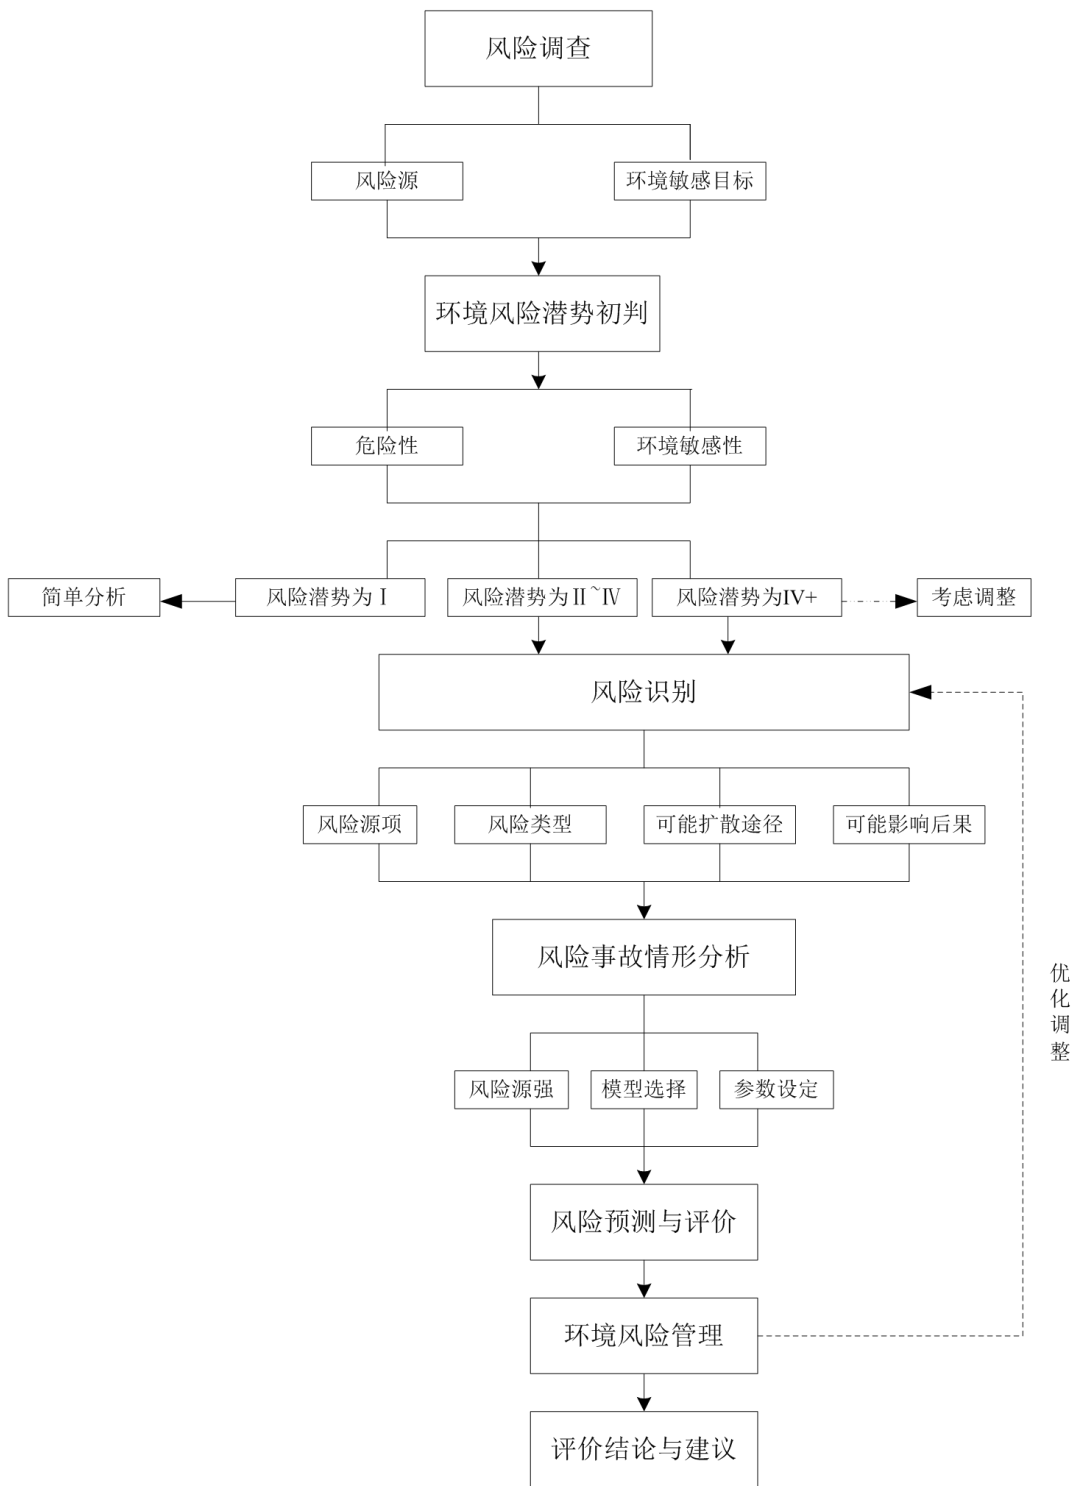 风险调查
风险源
环境敏感目标
环境风险潜势初判
危险性
环境敏感性
简单分析
风险潜势为Ⅰ
风险潜势为Ⅱ~Ⅳ
风险潜势为IV+
考虑调整
风险识别
风险源项
风险类型
可能扩散途径
可能影响后果
风险事故情形分析
优化调整
风险源强
模型选择
参数设定
风险预测与评价
环境风险管理
评价结论与建议